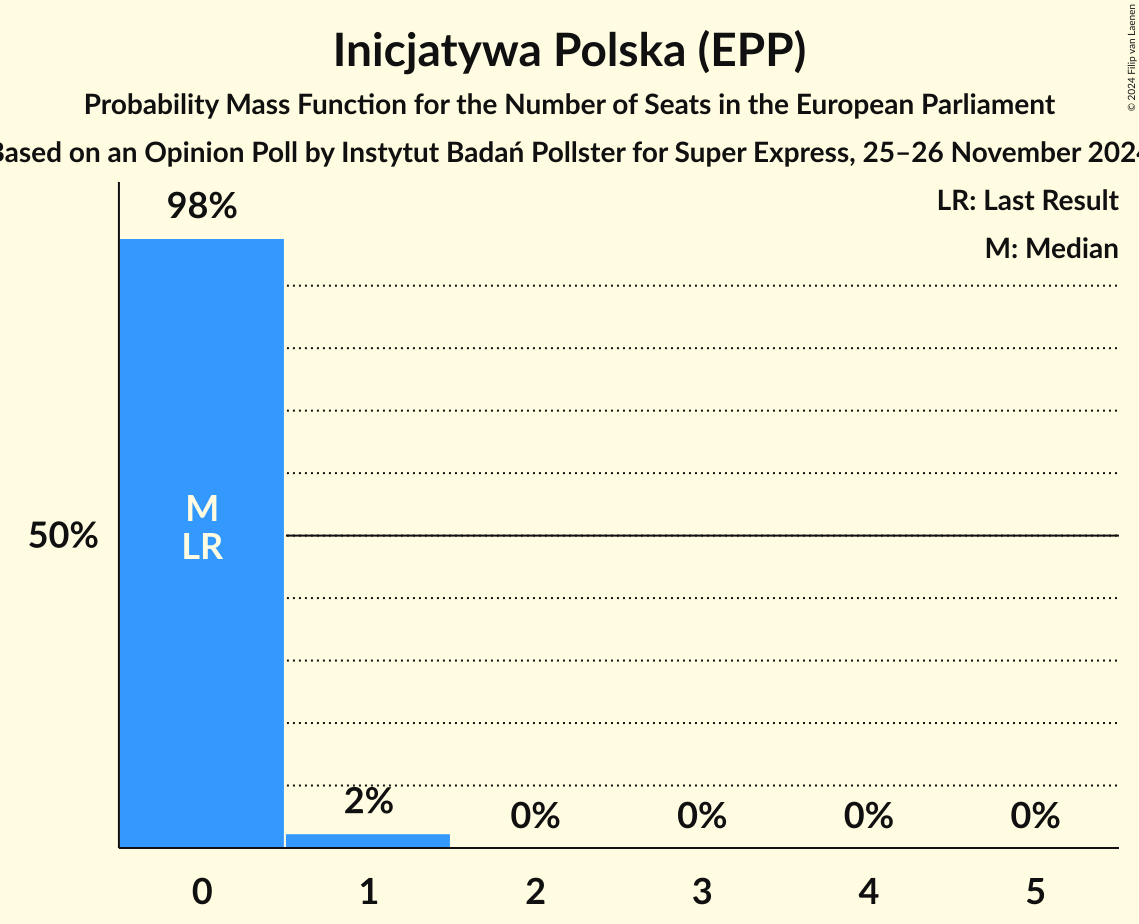 Inicjatywa Polska (EPP)
Probability Mass Function for the Number of Seats in the European Parliament
Based on an Opinion Poll by Instytut Badań Pollster for Super Express, 25–26 November 2024
© 2024 Filip van Laenen
LR: Last Result
M: Median
98%
50%
M
LR
2%
0%
0%
0%
0%
0
1
2
3
4
5